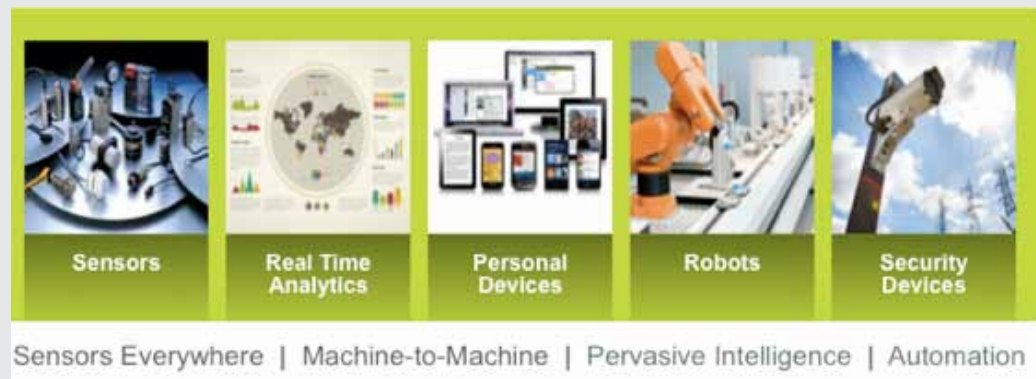 Sensors
Real Time
Analytics
Personal
Devices
Robots
Security
Devices
Sensors Everywhere | Machine-to-Machine | Pervasive Intelligence | Automation